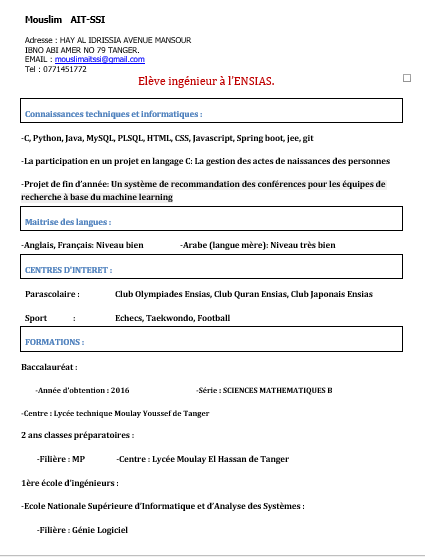 Mouslim AIT-SSI
Adresse : HAY AL IDRISSIA AVENUE MANSOUR
IBNO ABI AMER NO 79 TANGER.
EMAIL : mouslimaitssi@gmail.com
Tel : 0771451772
Elève ingénieur à l'ENSIAS.
Connaissances techniques et informatiques :
-C, Python, Java, MySQL, PLSQL, HTML, CSS, Javascript, Spring boot, jee, git
-La participation en un projet en langage C: La gestion des actes de naissances des personnes
-Projet de fin d'année: Un système de recommandation des conférences pour les équipes de
recherche à base du machine learning
Maitrise des langues :
-Anglais, Français: Niveau bien -Arabe (langue mère): Niveau très bien
CENTRES D'INTERET :
Parascolaire : Club Olympiades Ensias, Club Quran Ensias, Club Japonais Ensias
Sport : Echecs, Taekwondo, Football
FORMATIONS :
Baccalauréat :
-Année d'obtention : 2016 -Série : SCIENCES MATHEMATIQUES B
-Centre : Lycée technique Moulay Youssef de Tanger
2 ans classes préparatoires :
-Filière : MP -Centre : Lycée Moulay El Hassan de Tanger
1ère école d'ingénieurs :
-Ecole Nationale Supérieure d'Informatique et d'Analyse des Systèmes :
-Filière : Génie Logiciel